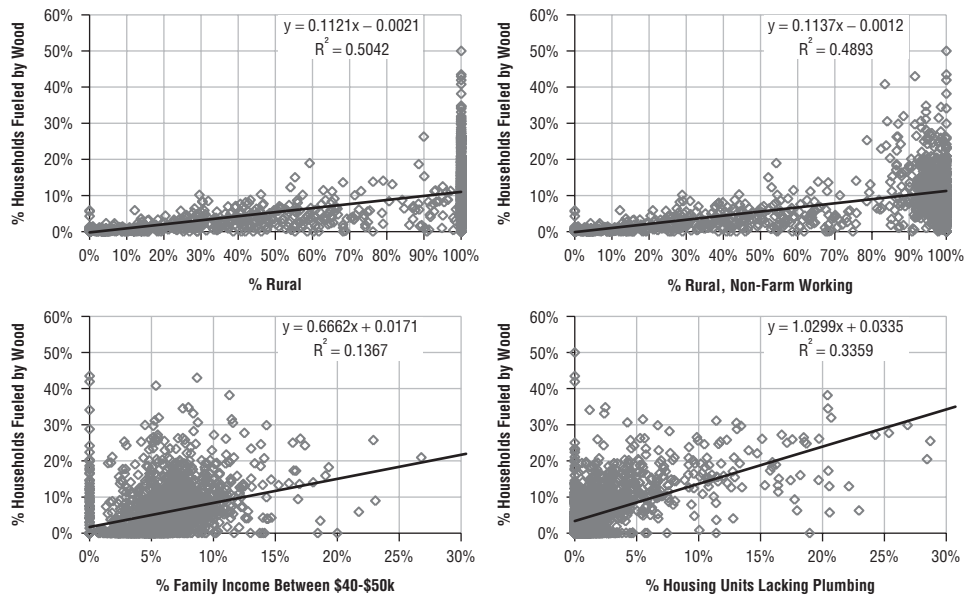 % Households Fueled by Wood
60%
50%
40%
30%
20%
10%
0%
y = 0.1121x – 0.0021
R² = 0.5042
0% 10% 20% 30% 40% 50% 60% 70% 80% 90% 100%
% Rural
% Households Fueled by Wood
60%
50%
40%
30%
20%
10%
0%
y = 0.1137x – 0.0012
R² = 0.4893
0% 10% 20% 30% 40% 50% 60% 70% 80% 90% 100%
% Rural, Non-Farm Working
% Households Fueled by Wood
60%
50%
40%
30%
20%
10%
0%
y = 0.6662x + 0.0171
R² = 0.1367
0% 5% 10% 15% 20% 25% 30%
% Family Income Between $40-$50k
% Households Fueled by Wood
60%
50%
40%
30%
20%
10%
0%
y = 1.0299x + 0.0335
R² = 0.3359
0% 5% 10% 15% 20% 25% 30%
% Housing Units Lacking Plumbing